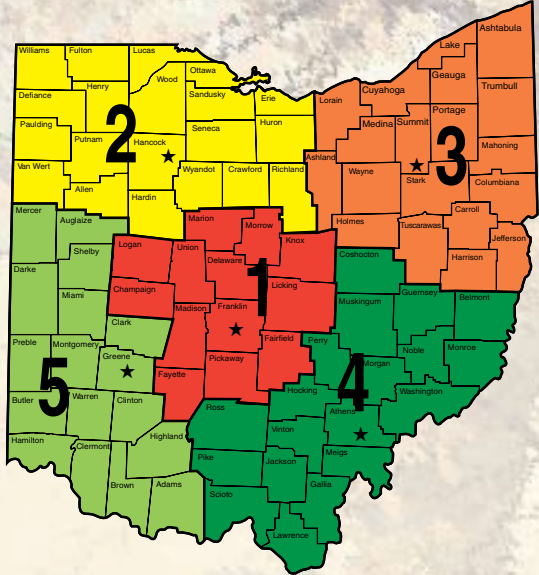 Ashtabula
Lake
Geauga
Williams
Fulton
Lucas
Wood
Ottawa
Sandusky
Erie
Cuyahoga
Trumbull
Lorain
Henry
Defiance
Portage
Medina
Summit
Paulding
Seneca
Huron
Putnam
Hancock
Mahoning
2
3
Ashland
Van Wert
Wyandot
Crawford
Richland
Wayne
Stark
Columbiana
Allen
Hardin
Mercer
Auglaize
Marion
Morrow
Holmes
Tuscarawas
Carroll
Jefferson
Logan
Union
Knox
Shelby
Delaware
Coshocton
Harrison
Darke
1
Champaign
Licking
Miami
Madison
Franklin
Muskingum
Guernsey
Belmont
Clark
Preble
Montgomery
Greene
Fairfield
Perry
Noble
Monroe
Pickaway
Morgan
5
4
Fayette
Hocking
Washington
Butler
Warren
Clinton
Ross
Athens
Hamilton
Clermont
Highland
Vinton
Meigs
Pike
Jackson
Brown
Adams
Gallia
Scioto
Lawrence